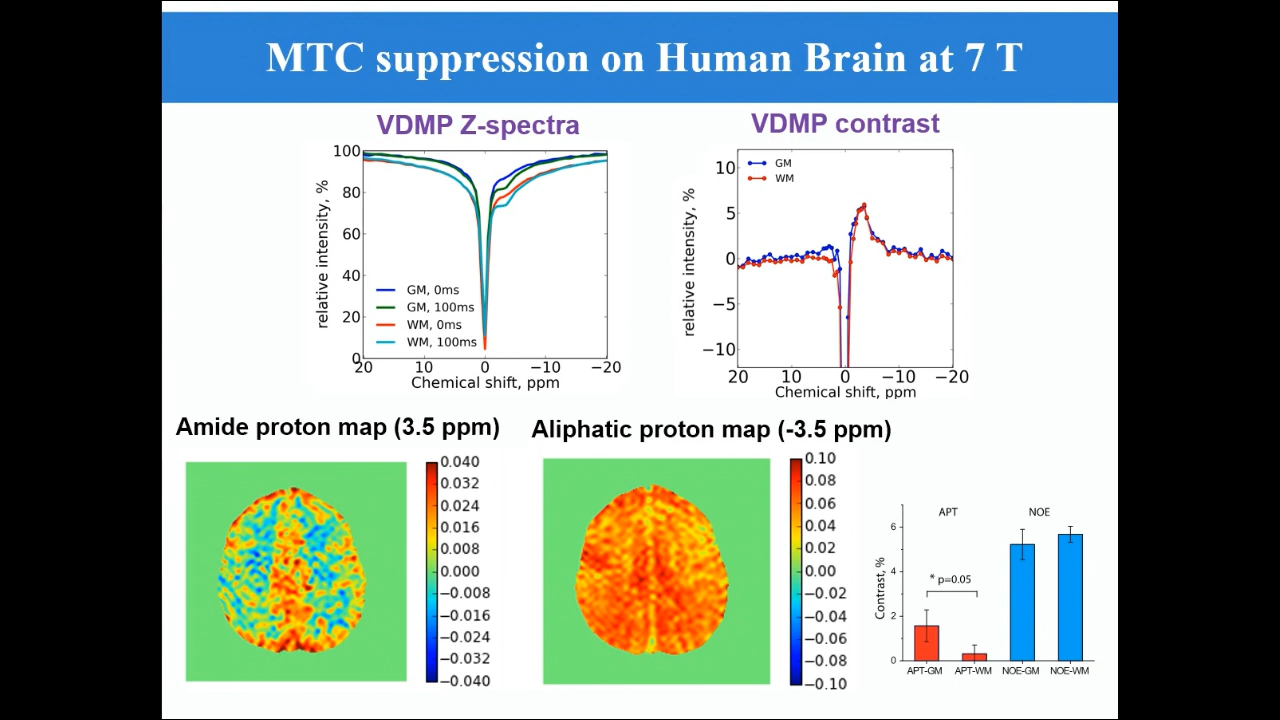 MTC suppression on Human Brain at 7 T
VDMP Z-spectra
100
80
60
40
20
0
relative intensity, %
GM, 0ms
GM, 100ms
WM, 0ms
WM, 100ms
20 10 0 −10 −20
Chemical shift, ppm
VDMP contrast
10
5
0
−5
−10
relative intensity, %
GM
WM
20 10 0 −10 −20
Chemical shift, ppm
Amide proton map (3.5 ppm)
0.040
0.032
0.024
0.016
0.008
0.000
−0.008
−0.016
−0.024
−0.032
−0.040
Aliphatic proton map (-3.5 ppm)
0.10
0.08
0.06
0.04
0.02
0.00
−0.02
−0.04
−0.06
−0.08
−0.10
APT NOE
6
4
2
0
Contrast, %
* p=0.05
APT-GM APT-WM NOE-GM NOE-WM